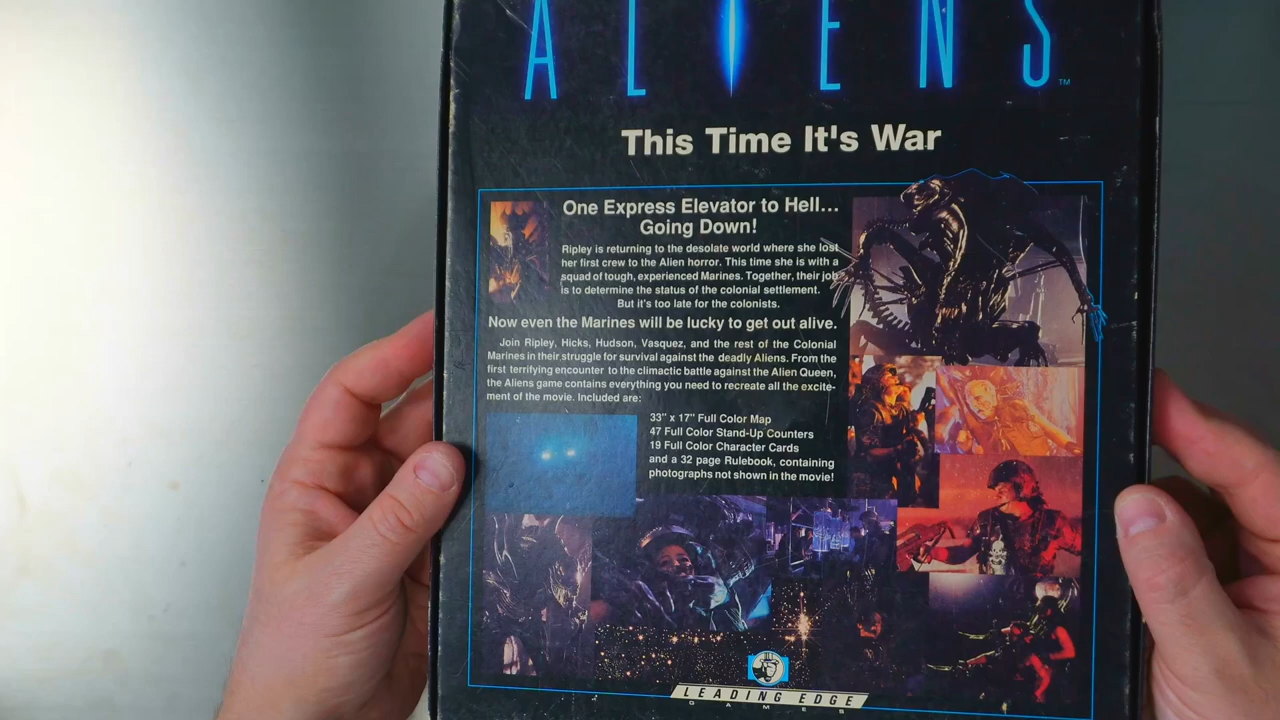 ALIENS™
This Time It's War
One Express Elevator to Hell...
Going Down!
Ripley is returning to the desolate world where she lost
her first crew to the Alien horror. This time she is with a
squad of tough, experienced Marines. Together, their job
is to determine the status of the colonial settlement.
But it's too late for the colonists.
Now even the Marines will be lucky to get out alive.
Join Ripley, Hicks, Hudson, Vasquez, and the rest of the Colonial
Marines in their struggle for survival against the deadly Aliens. From the
first terrifying encounter to the climactic battle against the Alien Queen,
the Aliens game contains everything you need to recreate all the excite-
ment of the movie. Included are:
33" x 17" Full Color Map
47 Full Color Stand-Up Counters
19 Full Color Character Cards
and a 32 page Rulebook, containing
photographs not shown in the movie!
LEADING EDGE
GAMES